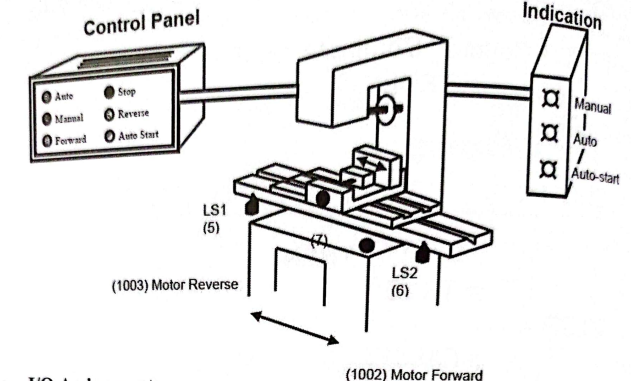 Control Panel
Indication
Auto
Stop
Manual
Reverse
Forward
Auto Start
Manual
Auto
Auto-start
LS1
(5)
(7)
LS2
(6)
(1003) Motor Reverse
(1002) Motor Forward